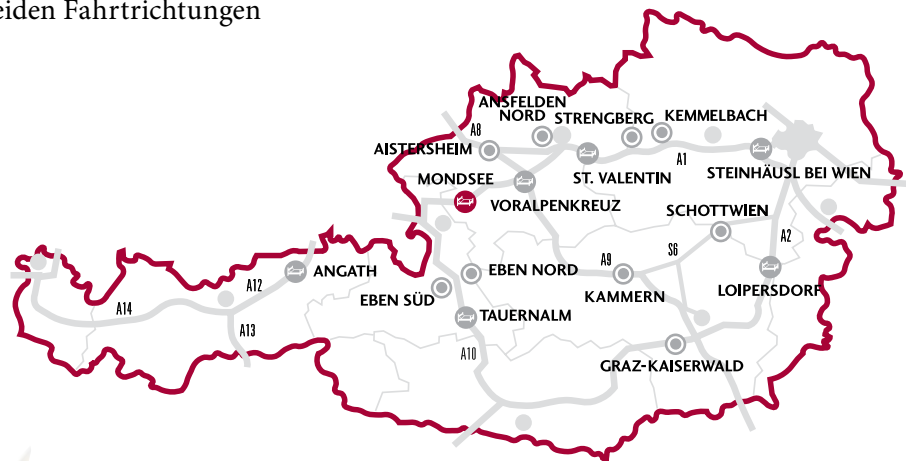 eiden Fahrtrichtungen
ANSFELDEN
NORD
STRENGBERG
KEMMELBACH
A8
AISTERSHEIM
A1
MONDSEE
ST. VALENTIN
STEINHÄUSL BEI WIEN
VORALPENKREUZ
SCHOTTWIEN
A2
S6
A9
ANGATH
EBEN NORD
A12
EBEN SÜD
KAMMERN
LOIPERSDORF
A14
TAUERNALM
A13
A10
GRAZ-KAISERWALD